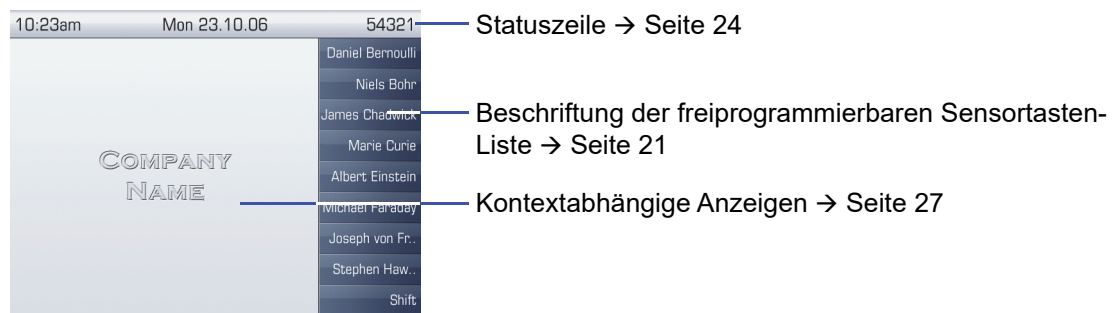 10:23am Mon 23.10.06 54321
Statuszeile → Seite 24
Daniel Bernoulli
Niels Bohr
James Chadwick
Marie Curie
Albert Einstein
Michael Faraday
Joseph von Fr..
Stephen Haw..
Shift
COMPANY
NAME
Beschriftung der freiprogrammierbaren Sensortasten-
Liste → Seite 21
Kontextabhängige Anzeigen → Seite 27